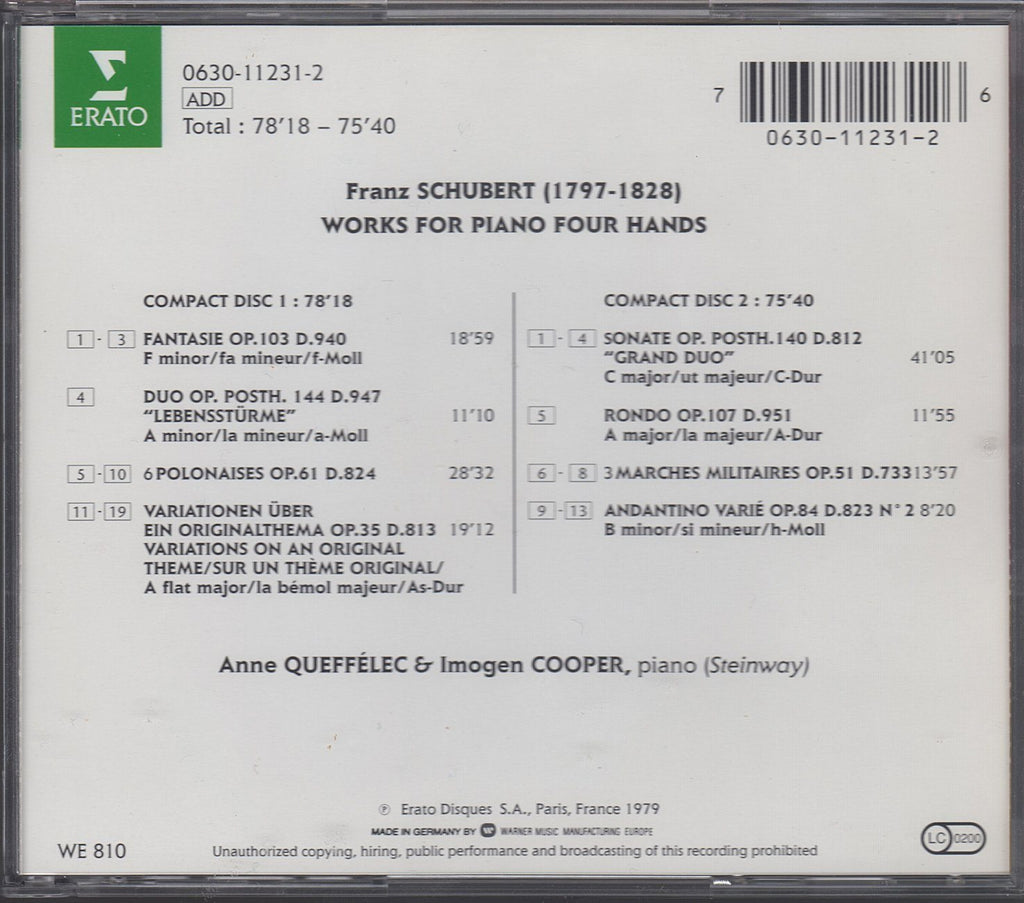 ERATO
0630-11231-2
ADD
Total : 78'18 – 75'40
7 6
0630-11231-2
Franz SCHUBERT (1797-1828)
WORKS FOR PIANO FOUR HANDS
COMPACT DISC 1 : 78'18
1 - 3 FANTASIE OP.103 D.940 18'59
F minor/fa mineur/f-Moll
4 DUO OP. POSTH. 144 D.947
"LEBENSSTÜRME" 11'10
A minor/la mineur/a-Moll
5 - 10 6 POLONAISES OP.61 D.824 28'32
11 - 19 VARIATIONEN ÜBER
EIN ORIGINALTHEMA OP.35 D.813 19'12
VARIATIONS ON AN ORIGINAL
THEME/SUR UN THÈME ORIGINAL/
A flat major/la bémol majeur/As-Dur
COMPACT DISC 2 : 75'40
1 - 4 SONATE OP. POSTH.140 D.812
"GRAND DUO" 41'05
C major/ut majeur/C-Dur
5 RONDO OP.107 D.951 11'55
A major/la majeur/A-Dur
6 - 8 3 MARCHES MILITAIRES OP.51 D.733 13'57
9 - 13 ANDANTINO VARIÉ OP.84 D.823 N° 2 8'20
B minor/si mineur/h-Moll
Anne QUEFFÉLEC & Imogen COOPER, piano (Steinway)
℗ Erato Disques S.A., Paris, France 1979
MADE IN GERMANY BY WARNER MUSIC MANUFACTURING EUROPE
WE 810
Unauthorized copying, hiring, public performance and broadcasting of this recording prohibited
LC 0200